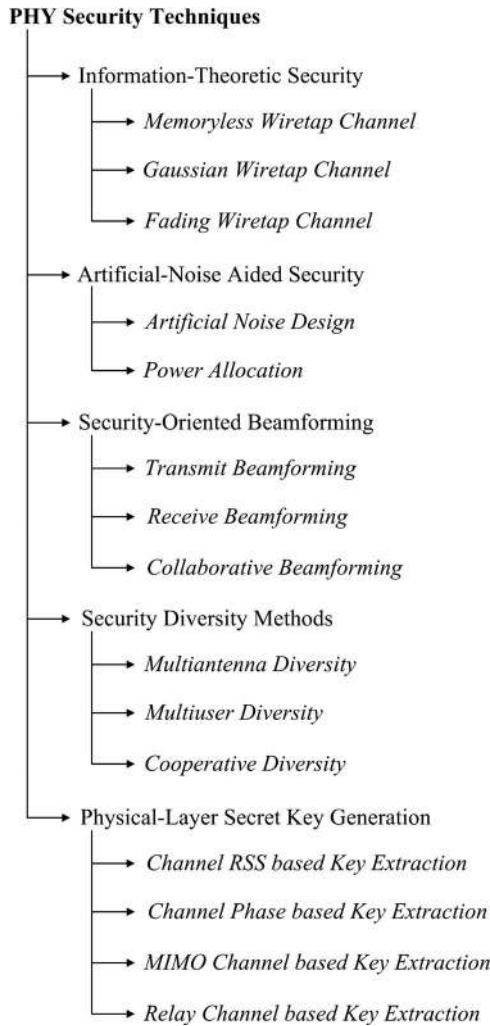 PHY Security Techniques
Information-Theoretic Security
Memoryless Wiretap Channel
Gaussian Wiretap Channel
Fading Wiretap Channel
Artificial-Noise Aided Security
Artificial Noise Design
Power Allocation
Security-Oriented Beamforming
Transmit Beamforming
Receive Beamforming
Collaborative Beamforming
Security Diversity Methods
Multiantenna Diversity
Multiuser Diversity
Cooperative Diversity
Physical-Layer Secret Key Generation
Channel RSS based Key Extraction
Channel Phase based Key Extraction
MIMO Channel based Key Extraction
Relay Channel based Key Extraction